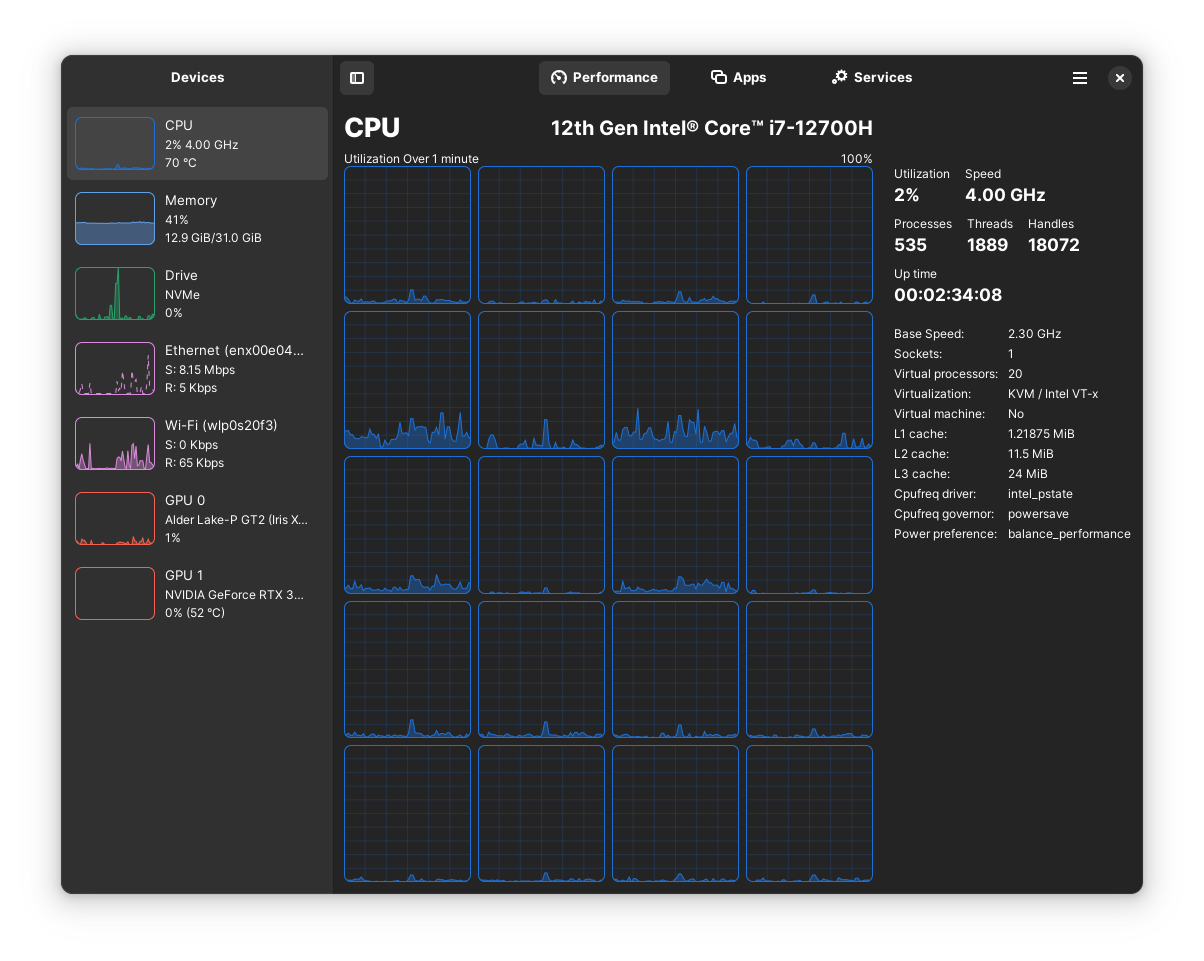 Devices
Performance
Apps
Services
CPU
2% 4.00 GHz
70 °C
Memory
41%
12.9 GiB/31.0 GiB
Drive
NVMe
0%
Ethernet (enx00e04...
S: 8.15 Mbps
R: 5 Kbps
Wi-Fi (wlp0s20f3)
S: 0 Kbps
R: 65 Kbps
GPU 0
Alder Lake-P GT2 (Iris X...
1%
GPU 1
NVIDIA GeForce RTX 3...
0% (52 °C)
CPU
12th Gen Intel® Core™ i7-12700H
Utilization Over 1 minute
100%
Utilization Speed
2% 4.00 GHz
Processes Threads Handles
535 1889 18072
Up time
00:02:34:08
Base Speed: 2.30 GHz
Sockets: 1
Virtual processors: 20
Virtualization: KVM / Intel VT-x
Virtual machine: No
L1 cache: 1.21875 MiB
L2 cache: 11.5 MiB
L3 cache: 24 MiB
Cpufreq driver: intel_pstate
Cpufreq governor: powersave
Power preference: balance_performance